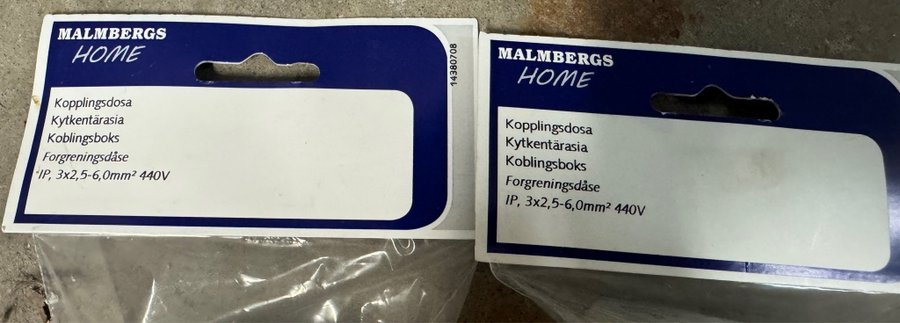 MALMBERGS
HOME
14380708
Kopplingsdosa
Kytkentärasia
Koblingsboks
Forgreningsdåse
IP, 3x2,5-6,0mm² 440V
MALMBERGS
HOME
Kopplingsdosa
Kytkentärasia
Koblingsboks
Forgreningsdåse
IP, 3x2,5-6,0mm² 440V